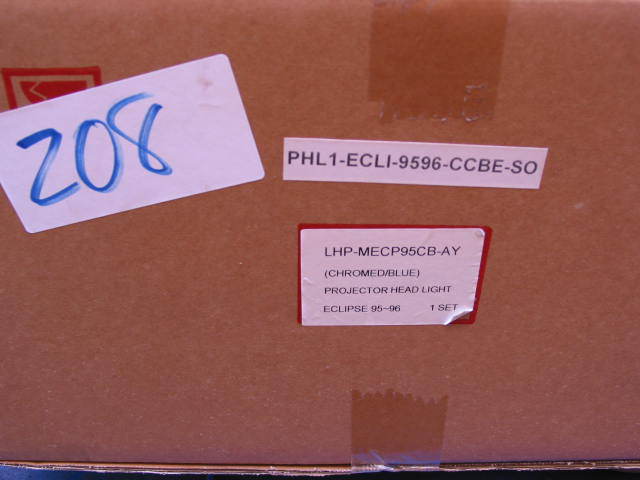 208
PHL1-ECLI-9596-CCBE-SO
LHP-MECP95CB-AY
(CHROMED/BLUE)
PROJECTOR HEAD LIGHT
ECLIPSE 95~96 1 SET